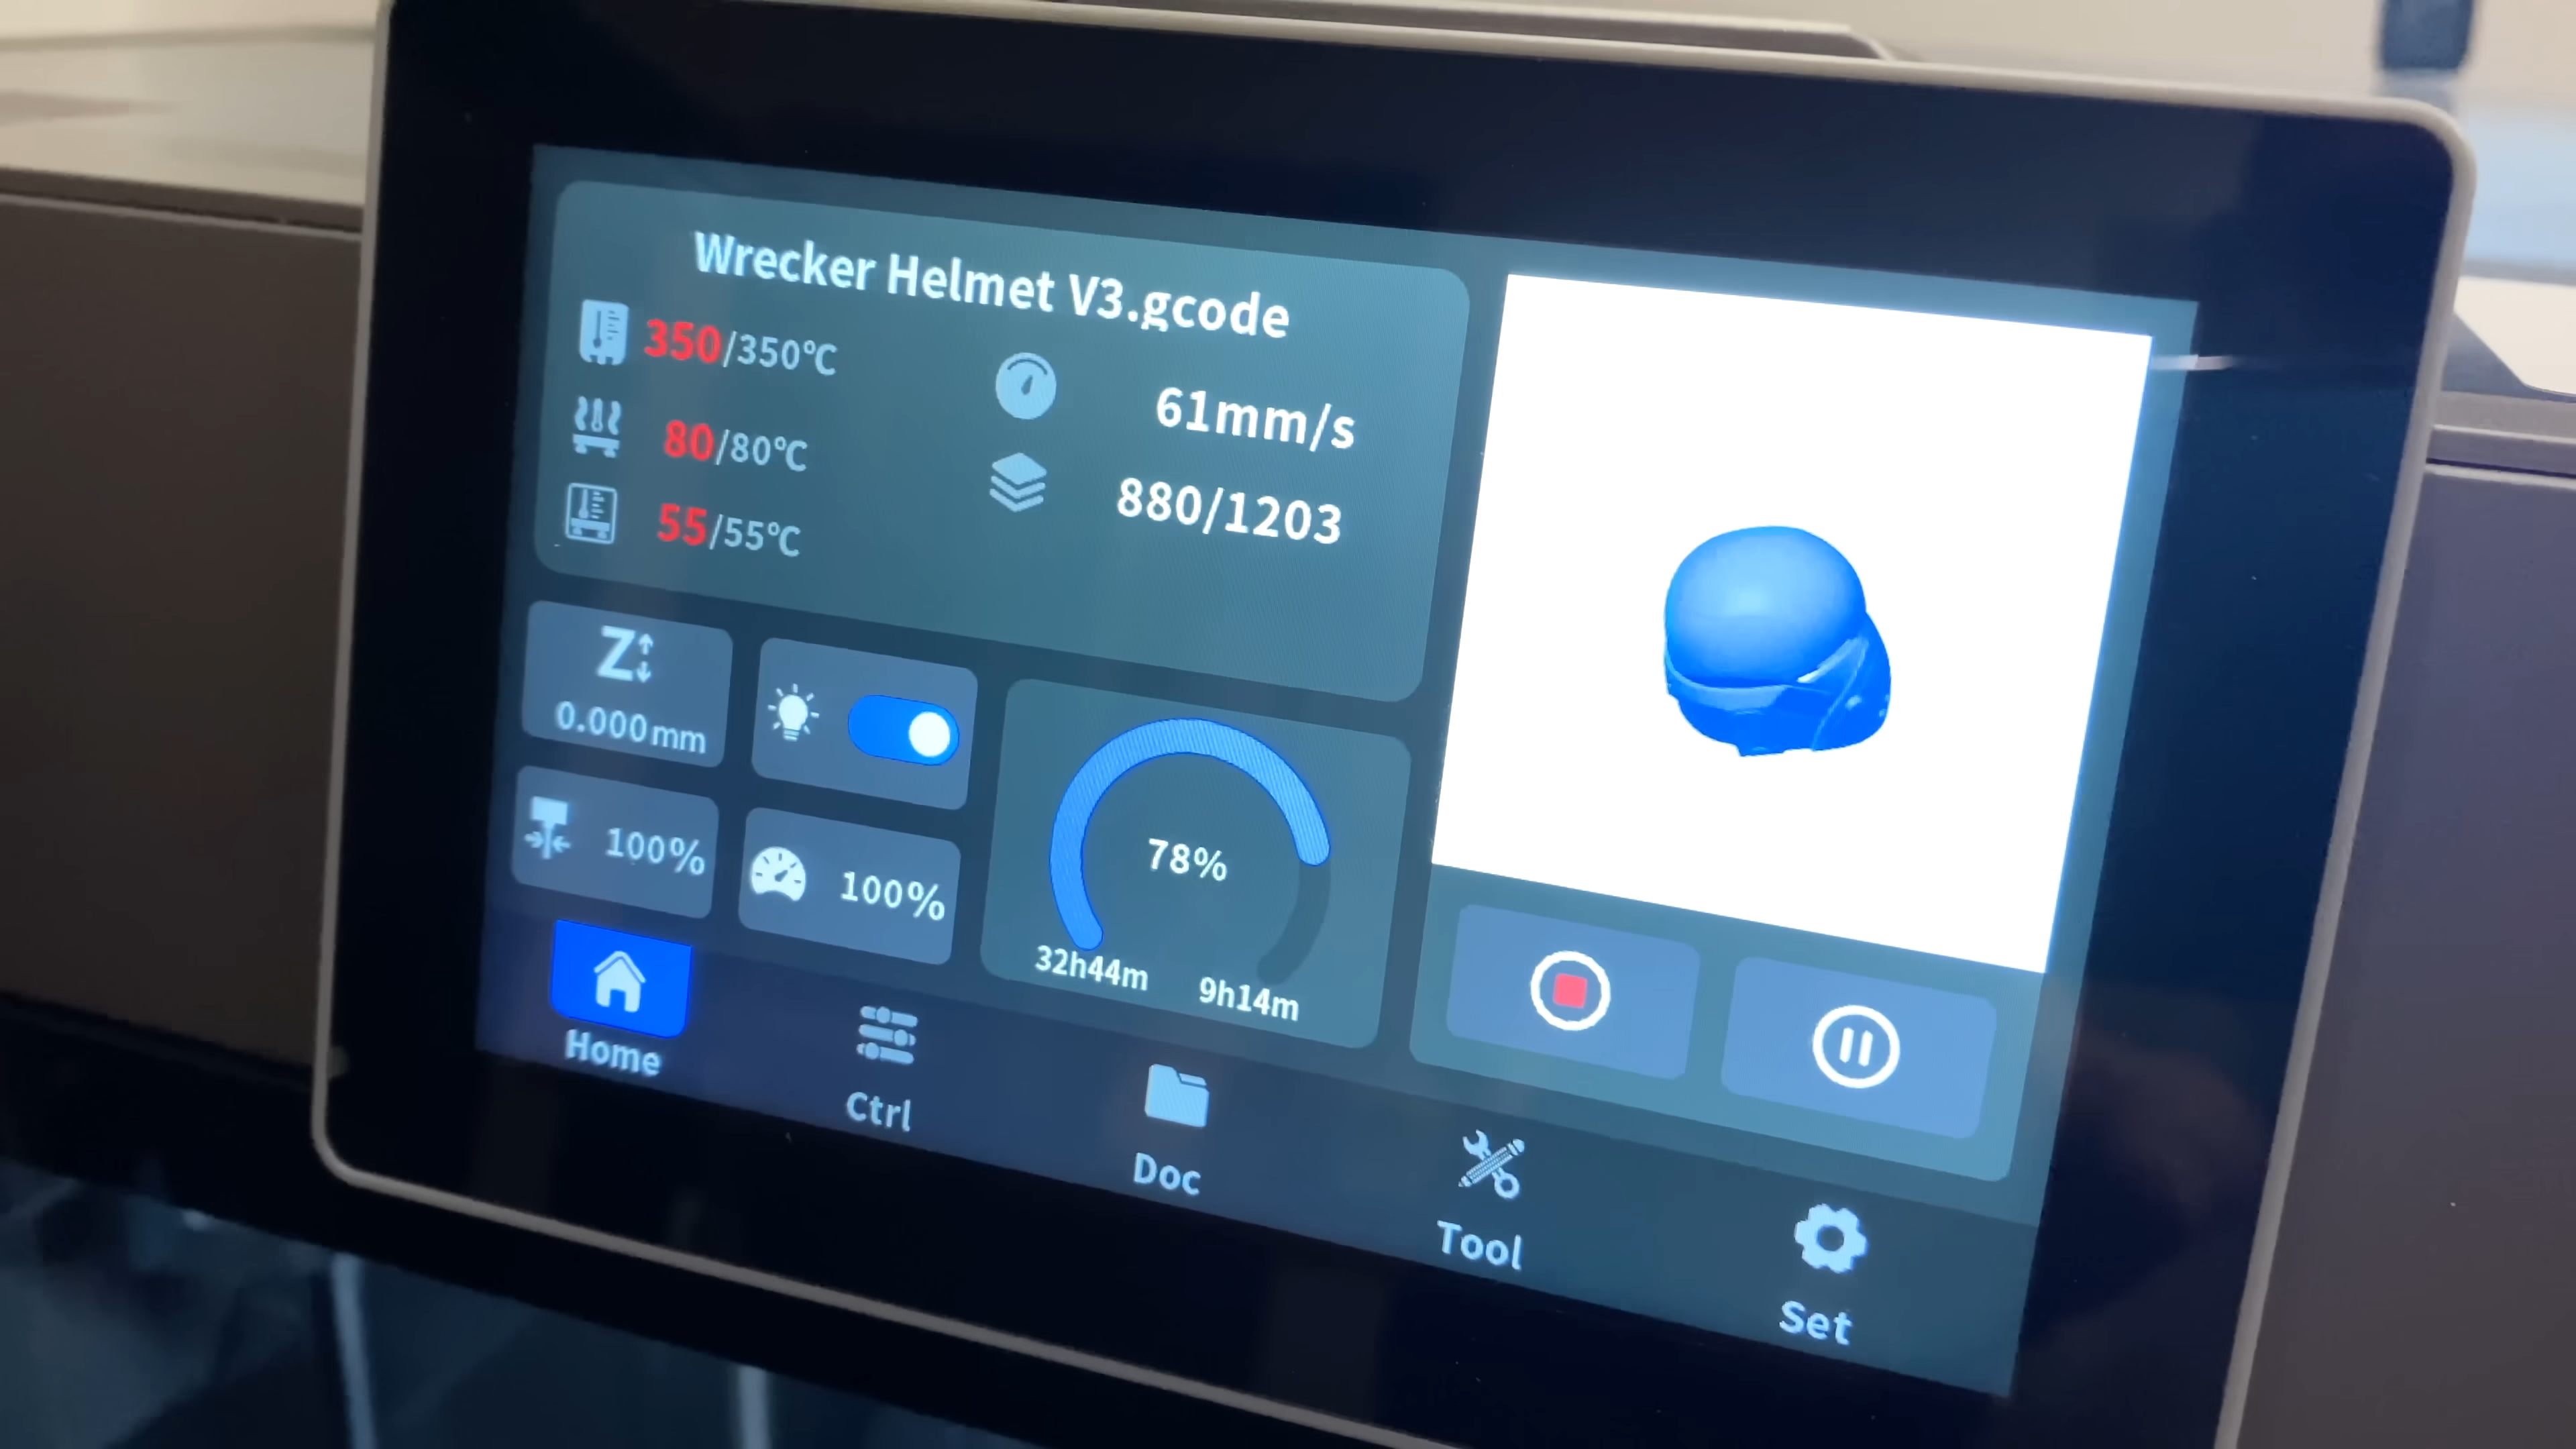 Wrecker Helmet V3.gcode
350/350℃
61mm/s
80/80℃
880/1203
55/55℃
Z
0.000mm
100%
100%
78%
32h44m
9h14m
Home
Ctrl
Doc
Tool
Set